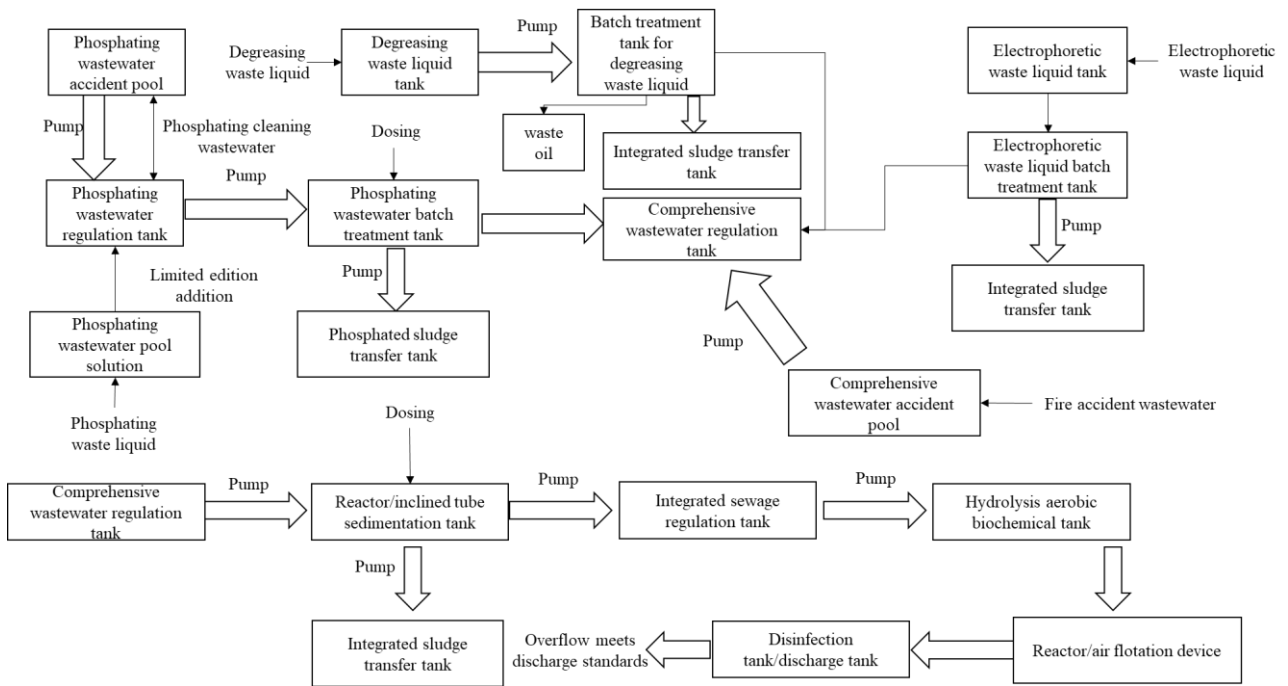 Phosphating
wastewater
accident pool
Degreasing
waste liquid
Degreasing
waste liquid
tank
Pump
Batch treatment
tank for
degreasing
waste liquid
Electrophoretic
waste liquid tank
Electrophoretic
waste liquid
Pump
Phosphating cleaning
wastewater
Dosing
waste
oil
Integrated sludge transfer
tank
Electrophoretic
waste liquid batch
treatment tank
Phosphating
wastewater
regulation tank
Pump
Phosphating
wastewater batch
treatment tank
Comprehensive
wastewater regulation
tank
Pump
Limited edition
addition
Pump
Integrated sludge
transfer tank
Phosphating
wastewater pool
solution
Phosphated sludge
transfer tank
Pump
Comprehensive
wastewater accident
pool
Fire accident wastewater
Phosphating
waste liquid
Dosing
Comprehensive
wastewater regulation
tank
Pump
Reactor/inclined tube
sedimentation tank
Pump
Integrated sewage
regulation tank
Pump
Hydrolysis aerobic
biochemical tank
Pump
Integrated sludge
transfer tank
Overflow meets
discharge standards
Disinfection
tank/discharge tank
Reactor/air flotation device